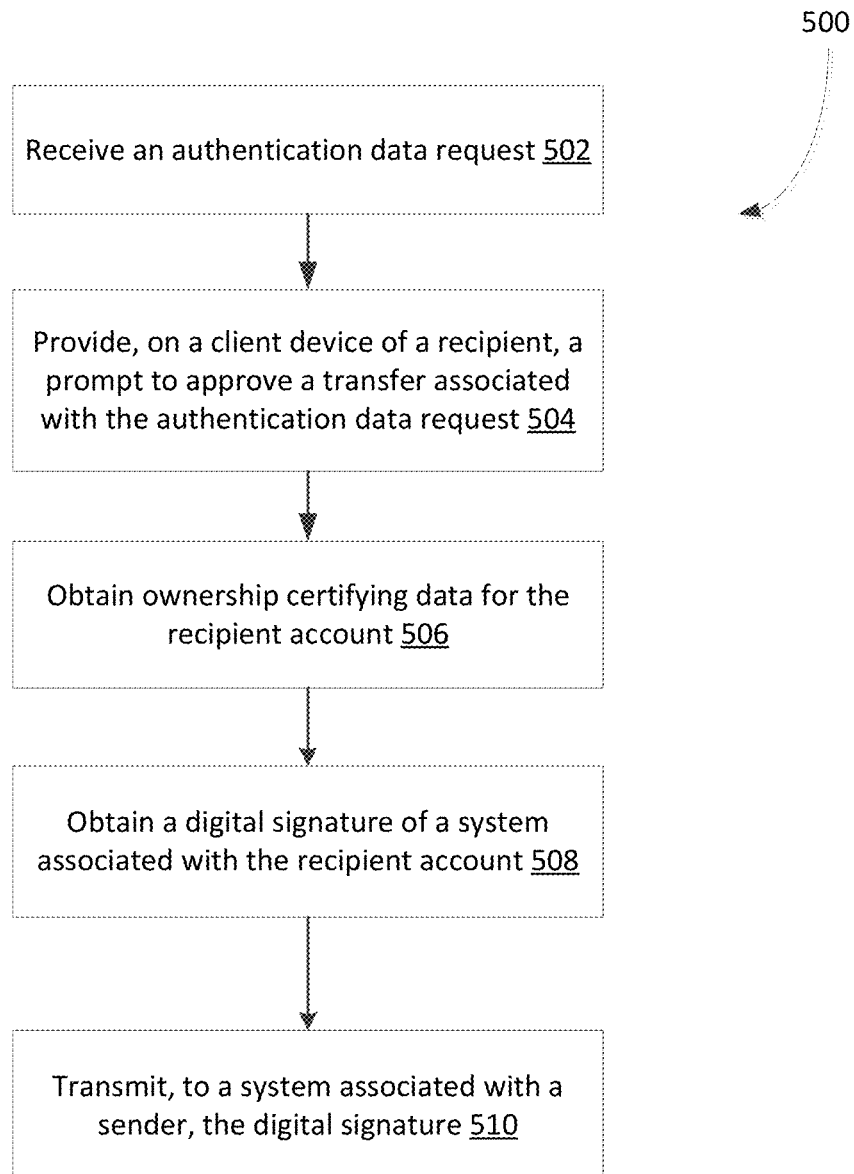 500
Receive an authentication data request 502
Provide, on a client device of a recipient, a
prompt to approve a transfer associated
with the authentication data request 504
Obtain ownership certifying data for the
recipient account 506
Obtain a digital signature of a system
associated with the recipient account 508
Transmit, to a system associated with a
sender, the digital signature 510